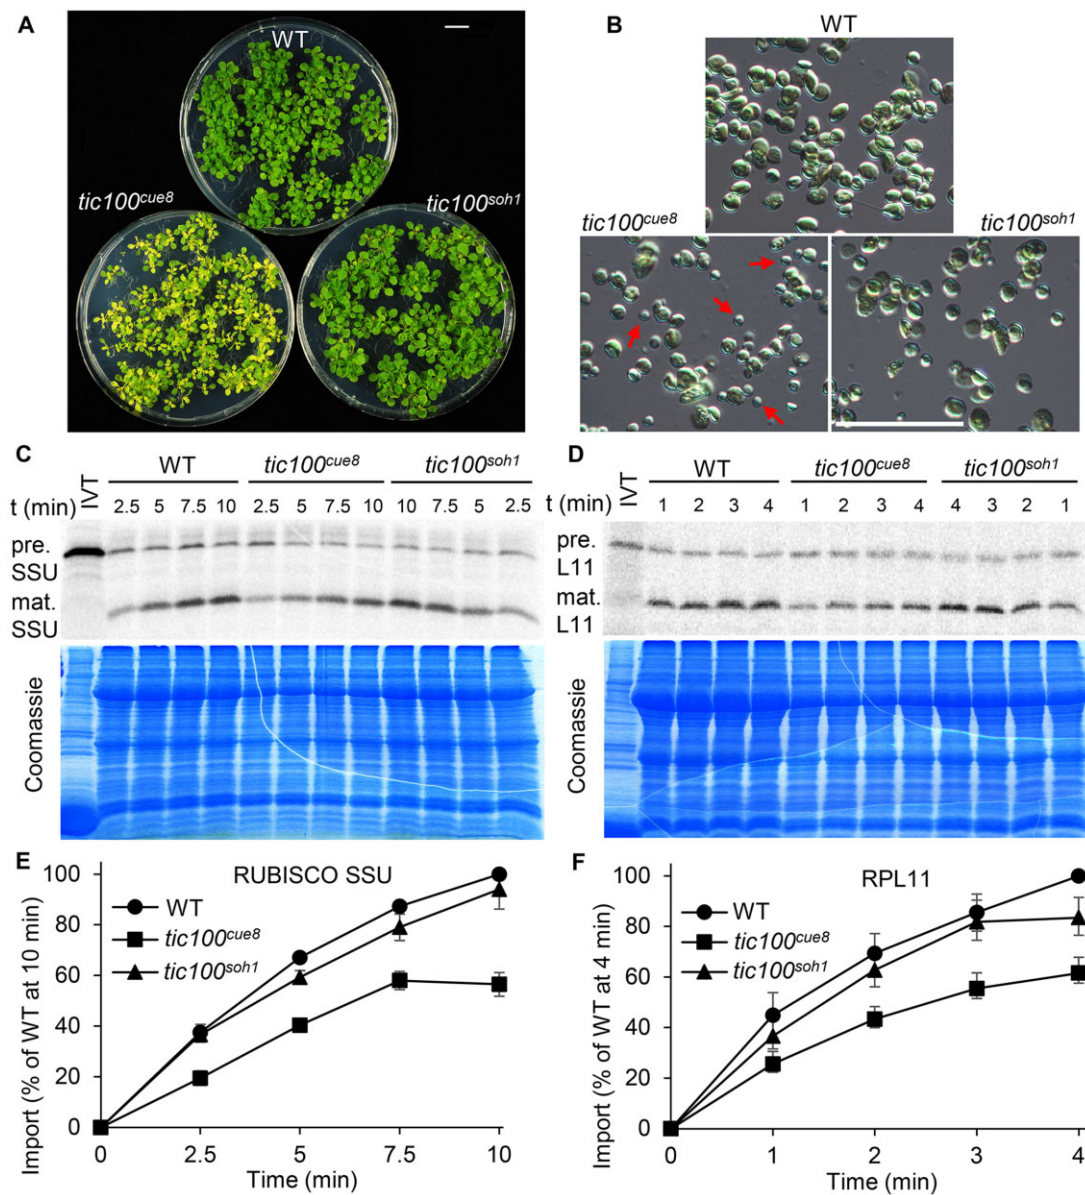 A
WT
tic100cue8
tic100soh1
B
WT
tic100cue8
tic100soh1
C
IVT
WT
tic100cue8
tic100soh1
t (min)
2.5 5 7.5 10 2.5 5 7.5 10 10 7.5 5 2.5
pre.
SSU
mat.
SSU
Coomassie
D
IVT
WT
tic100cue8
tic100soh1
t (min)
1 2 3 4 1 2 3 4 4 3 2 1
pre.
L11
mat.
L11
Coomassie
E
RUBISCO SSU
WT
tic100cue8
tic100soh1
Import (% of WT at 10 min)
100
80
60
40
20
0
0 2.5 5 7.5 10
Time (min)
F
RPL11
WT
tic100cue8
tic100soh1
Import (% of WT at 4 min)
100
80
60
40
20
0
0 1 2 3 4
Time (min)